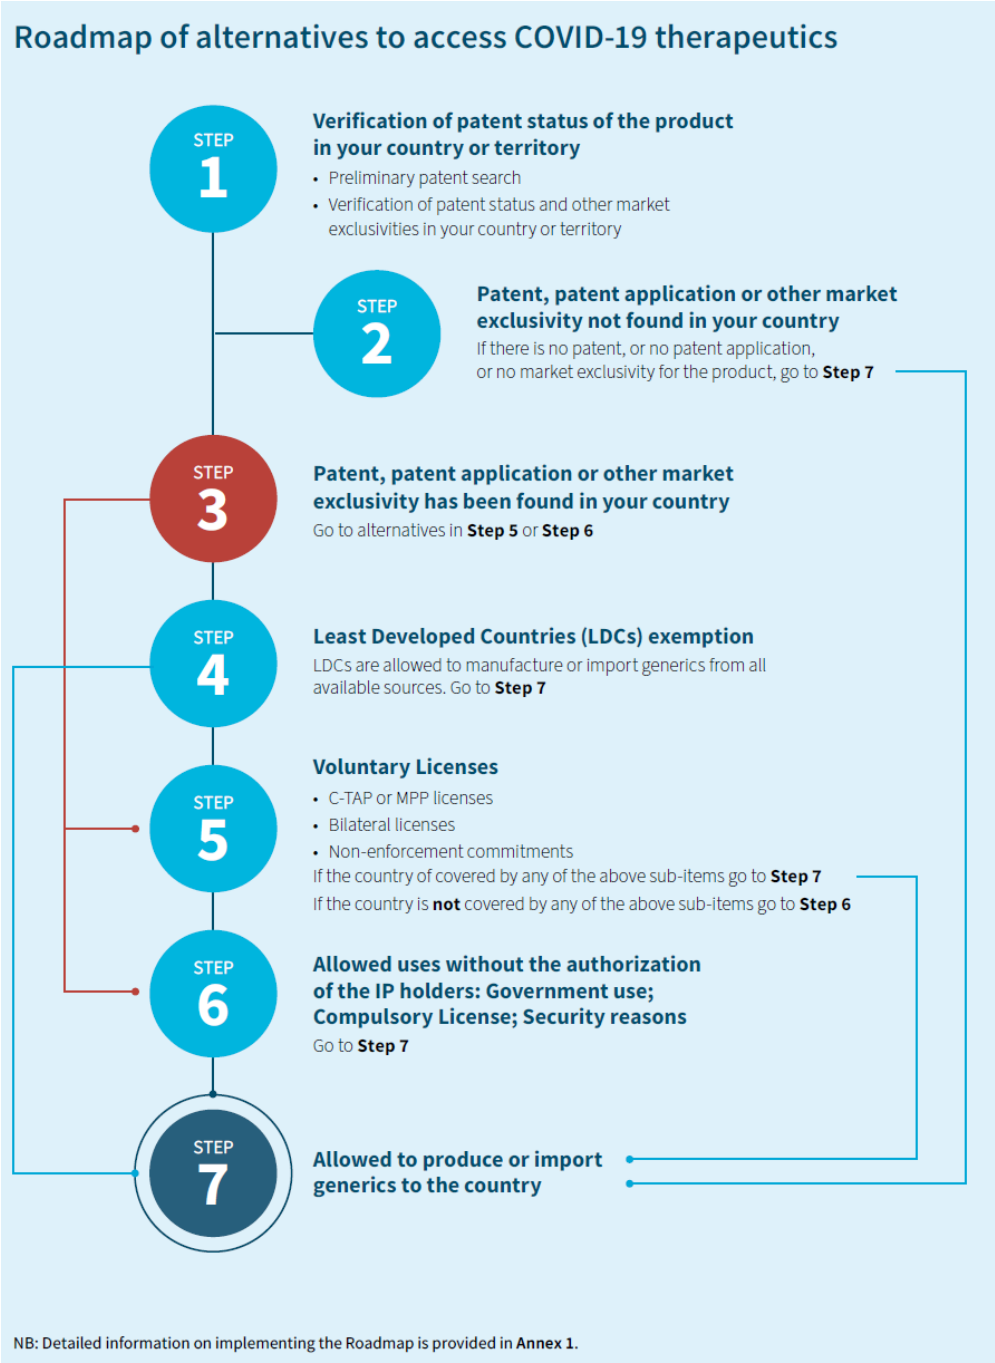 Roadmap of alternatives to access COVID-19 therapeutics
STEP
1
Verification of patent status of the product
in your country or territory
• Preliminary patent search
• Verification of patent status and other market
exclusivities in your country or territory
STEP
2
Patent, patent application or other market
exclusivity not found in your country
If there is no patent, or no patent application,
or no market exclusivity for the product, go to Step 7
STEP
3
Patent, patent application or other market
exclusivity has been found in your country
Go to alternatives in Step 5 or Step 6
STEP
4
Least Developed Countries (LDCs) exemption
LDCs are allowed to manufacture or import generics from all
available sources. Go to Step 7
STEP
5
Voluntary Licenses
• C-TAP or MPP licenses
• Bilateral licenses
• Non-enforcement commitments
If the country of covered by any of the above sub-items go to Step 7
If the country is not covered by any of the above sub-items go to Step 6
STEP
6
Allowed uses without the authorization
of the IP holders: Government use;
Compulsory License; Security reasons
Go to Step 7
STEP
7
Allowed to produce or import
generics to the country
NB: Detailed information on implementing the Roadmap is provided in Annex 1.